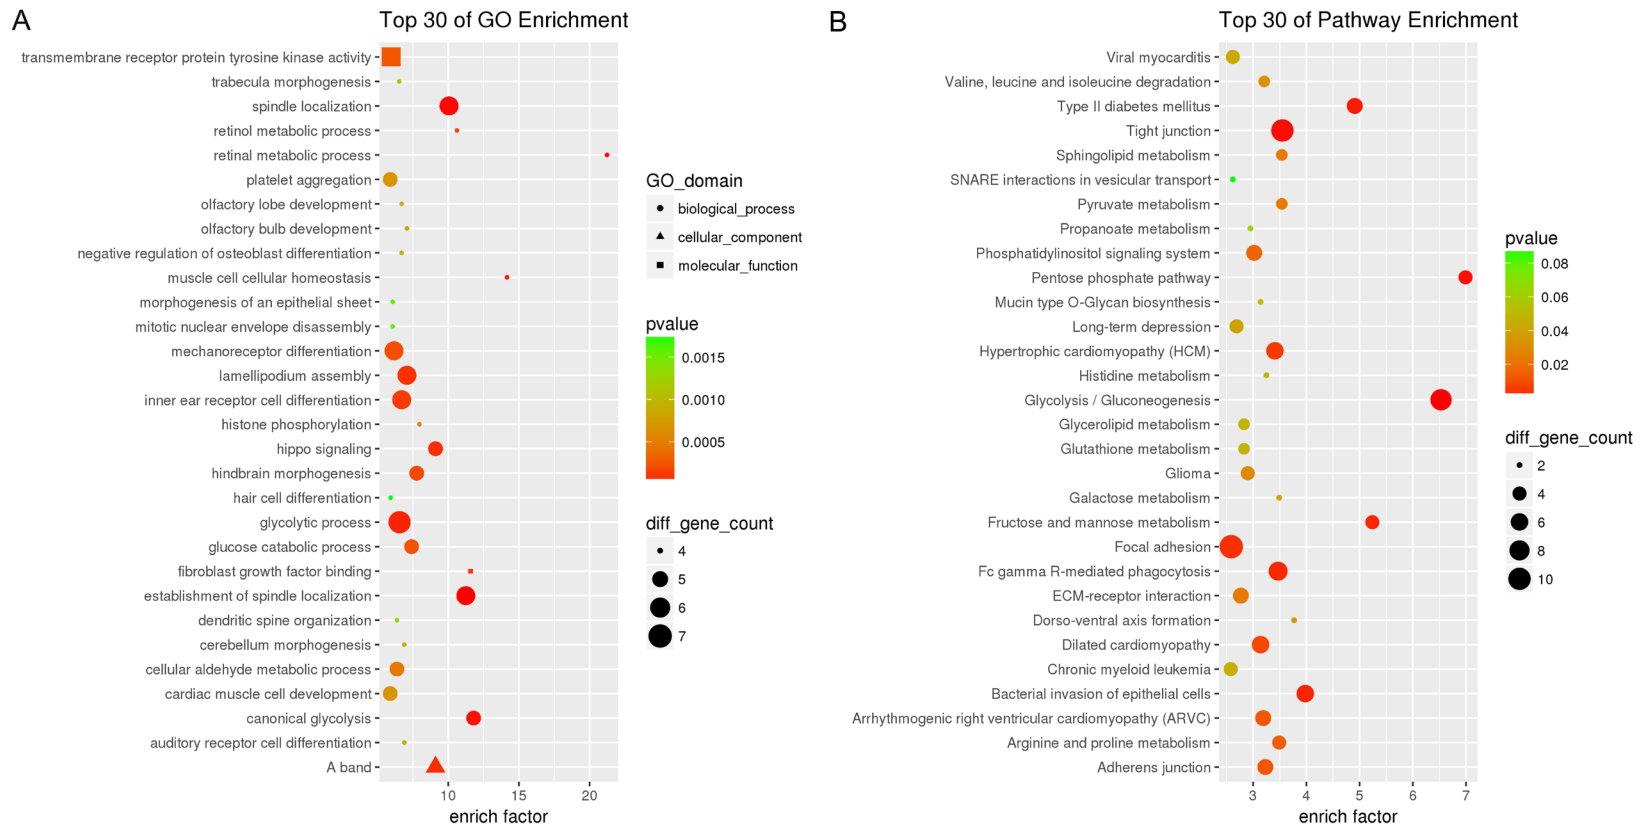 A
Top 30 of GO Enrichment
transmembrane receptor protein tyrosine kinase activity
trabecula morphogenesis
spindle localization
retinol metabolic process
retinal metabolic process
platelet aggregation
olfactory lobe development
olfactory bulb development
negative regulation of osteoblast differentiation
muscle cell cellular homeostasis
morphogenesis of an epithelial sheet
mitotic nuclear envelope disassembly
mechanoreceptor differentiation
lamellipodium assembly
inner ear receptor cell differentiation
histone phosphorylation
hippo signaling
hindbrain morphogenesis
hair cell differentiation
glycolytic process
glucose catabolic process
fibroblast growth factor binding
establishment of spindle localization
dendritic spine organization
cerebellum morphogenesis
cellular aldehyde metabolic process
cardiac muscle cell development
canonical glycolysis
auditory receptor cell differentiation
A band
10 15 20
enrich factor
GO_domain
biological_process
cellular_component
molecular_function
pvalue
0.0015
0.0010
0.0005
diff_gene_count
4
5
6
7
B
Top 30 of Pathway Enrichment
Viral myocarditis
Valine, leucine and isoleucine degradation
Type II diabetes mellitus
Tight junction
Sphingolipid metabolism
SNARE interactions in vesicular transport
Pyruvate metabolism
Propanoate metabolism
Phosphatidylinositol signaling system
Pentose phosphate pathway
Mucin type O-Glycan biosynthesis
Long-term depression
Hypertrophic cardiomyopathy (HCM)
Histidine metabolism
Glycolysis / Gluconeogenesis
Glycerolipid metabolism
Glutathione metabolism
Glioma
Galactose metabolism
Fructose and mannose metabolism
Focal adhesion
Fc gamma R-mediated phagocytosis
ECM-receptor interaction
Dorso-ventral axis formation
Dilated cardiomyopathy
Chronic myeloid leukemia
Bacterial invasion of epithelial cells
Arrhythmogenic right ventricular cardiomyopathy (ARVC)
Arginine and proline metabolism
Adherens junction
3 4 5 6 7
enrich factor
pvalue
0.08
0.06
0.04
0.02
diff_gene_count
2
4
6
8
10